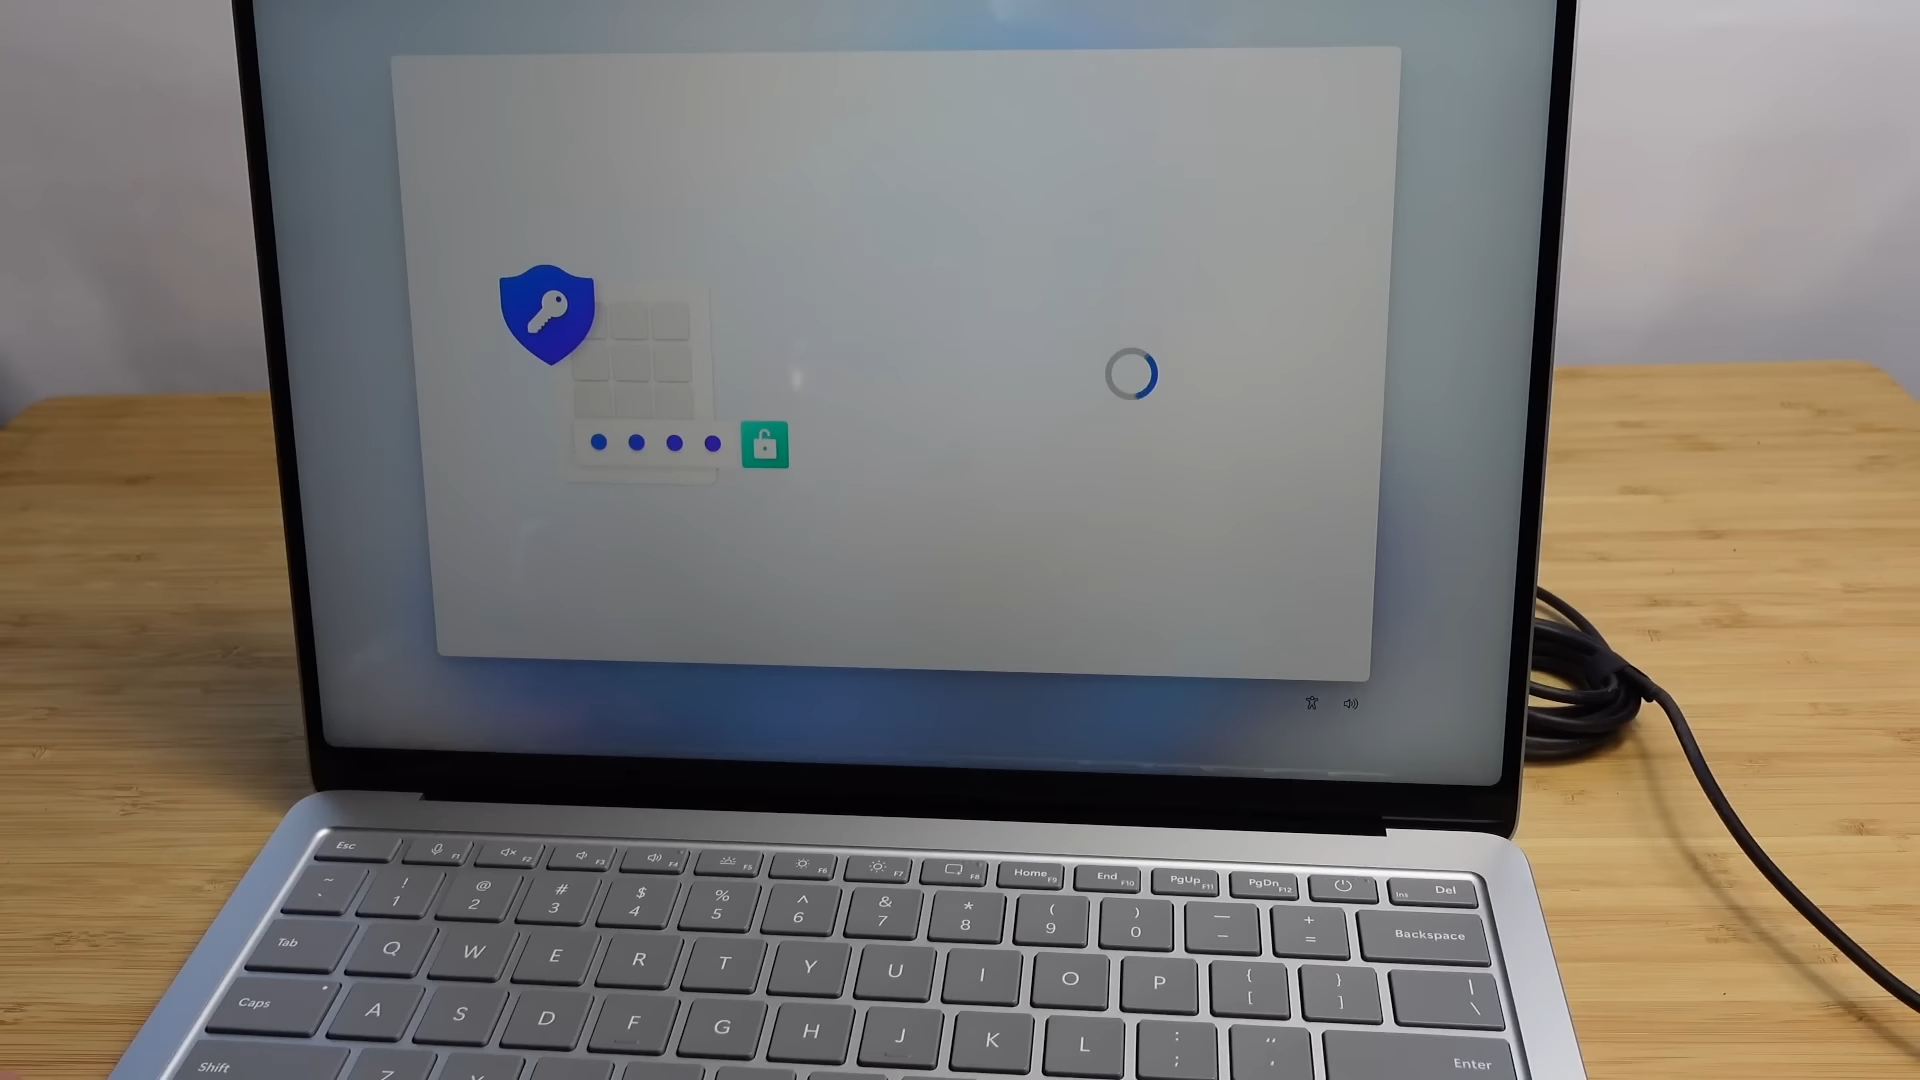 Esc F1 F2 F3 F4 F5 F6 F7 F8 Home F9 End F10 PgUp F11 PgDn F12 Ins Del
~ ! @ # $ % ^ & * ( ) — +
` 1 2 3 4 5 6 7 8 9 0 - = Backspace
Tab Q W E R T Y U I O P { [ } ] | \
Caps A S D F G H J K L : ; “ ‘ Enter
Shift Z